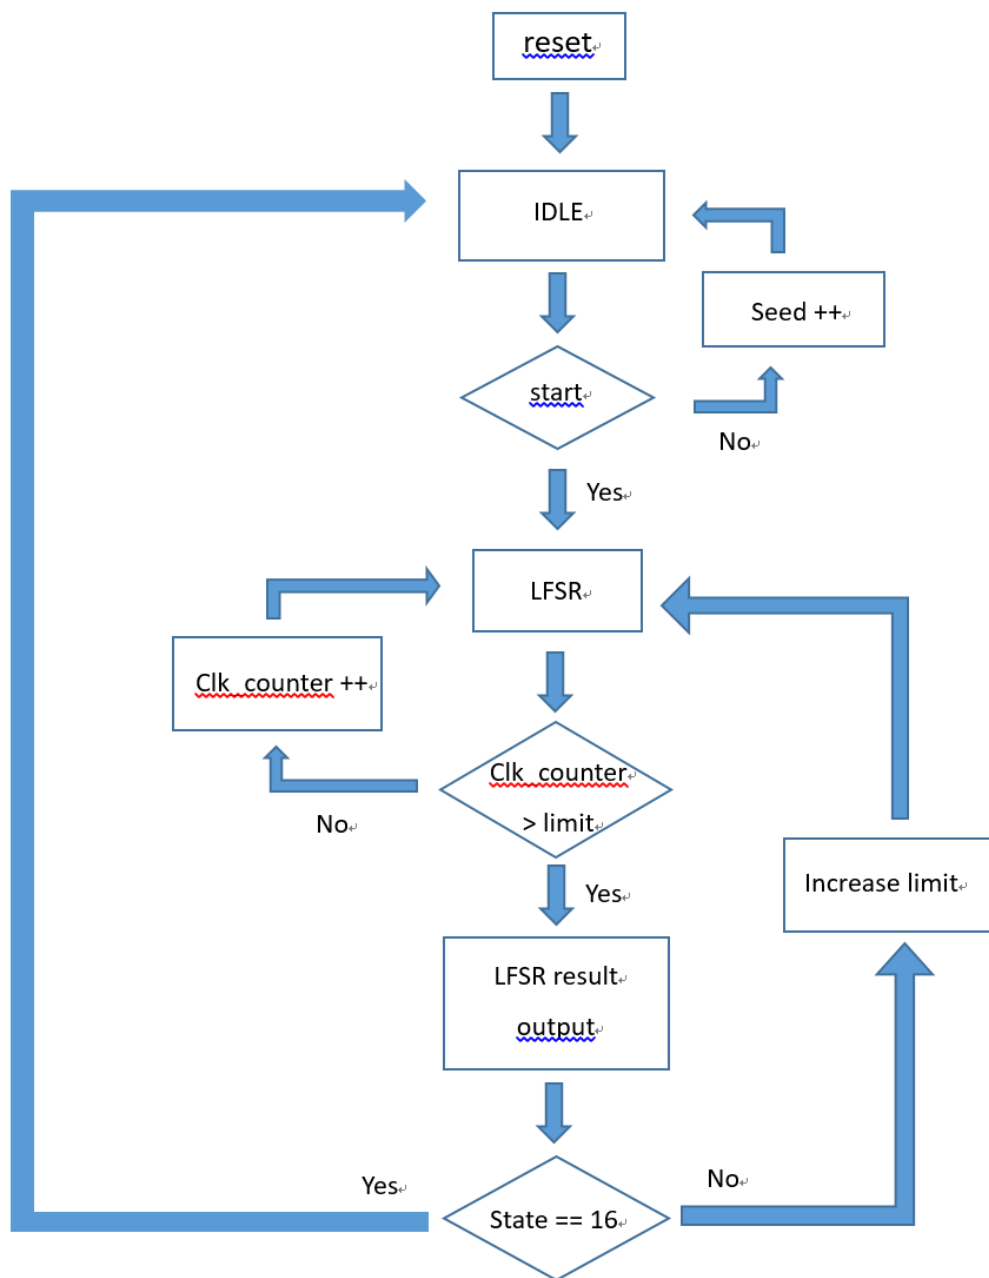 reset
IDLE
Seed ++
start
No
Yes
LFSR
Clk_counter ++
Clk_counter
> limit
No
Yes
Increase limit
LFSR result
output
Yes
No
State == 16